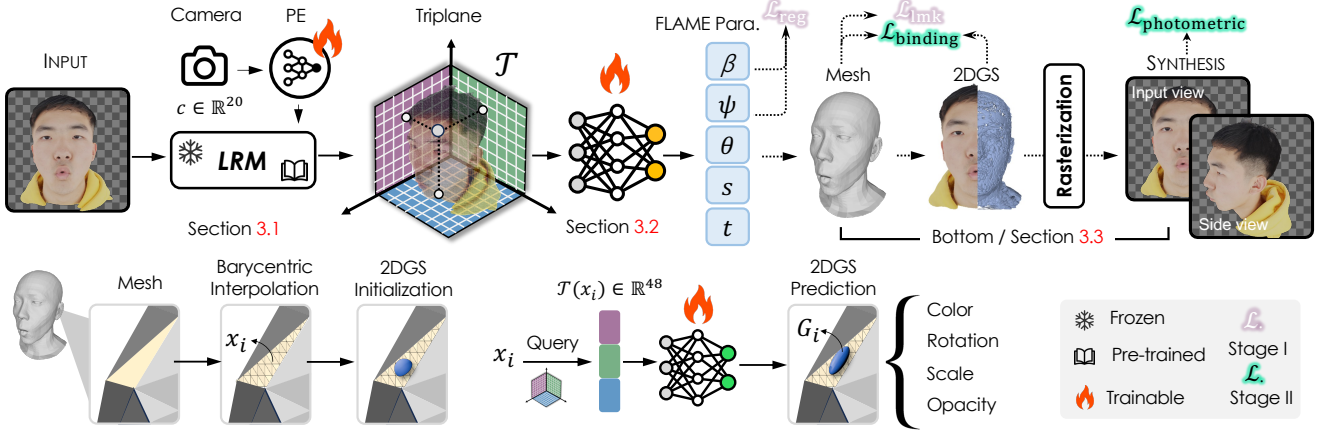 Camera
PE
Triplane
FLAME Para.
ℒreg
ℒlmk
ℒbinding
ℒphotometric
INPUT
𝒯
Mesh
2DGS
SYNTHESIS
c ∈ ℝ²⁰
LRM
β
ψ
θ
s
t
Rasterization
Input view
Side view
Section 3.1
Section 3.2
Bottom / Section 3.3
Mesh
Barycentric
Interpolation
2DGS
Initialization
𝒯(xᵢ) ∈ ℝ⁴⁸
2DGS
Prediction
xᵢ
xᵢ
Query
Gᵢ
Color
Rotation
Scale
Opacity
Frozen
Pre-trained
Trainable
ℒ.
Stage I
ℒ.
Stage II